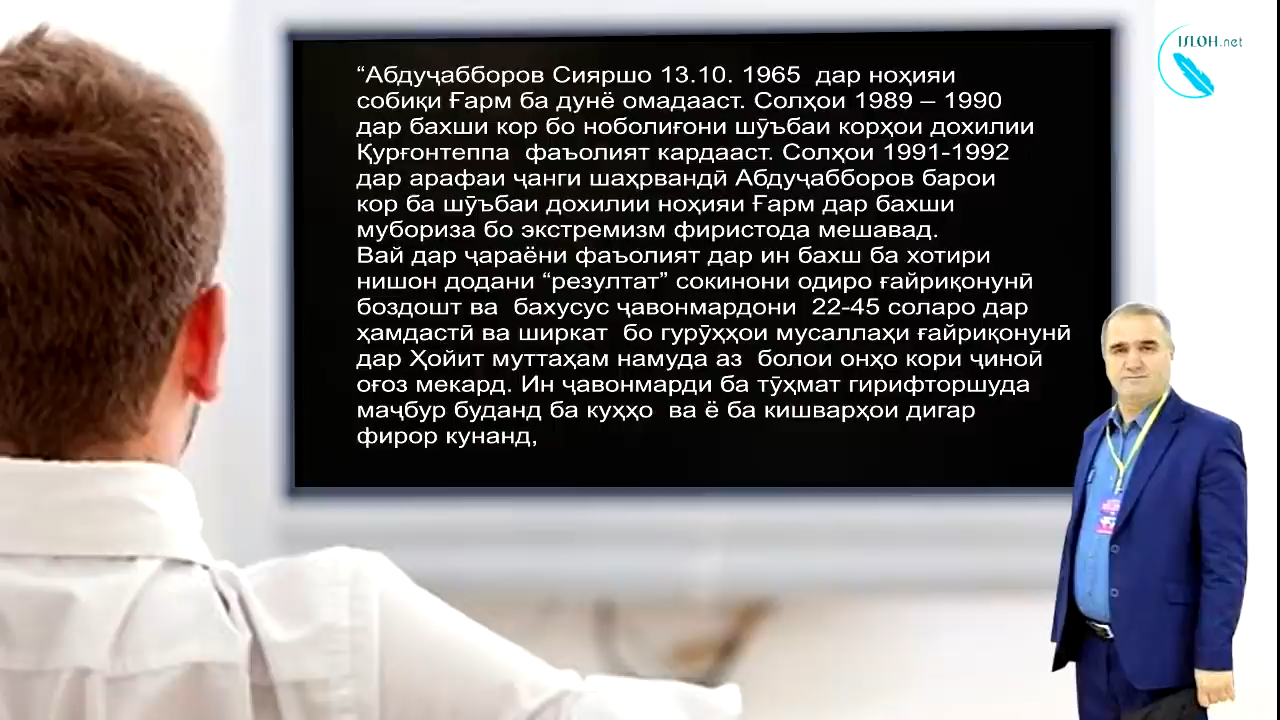 ISLOH.net
“Абдуҷабборов Сияршо 13.10. 1965 дар ноҳияи
собиқи Ғарм ба дунё омадааст. Солҳои 1989 – 1990
дар бахши кор бо ноболиғони шӯъбаи корҳои дохилии
Қурғонтеппа фаъолият кардааст. Солҳои 1991-1992
дар арафаи ҷанги шаҳрвандӣ Абдуҷабборов барои
кор ба шӯъбаи дохилии ноҳияи Ғарм дар бахши
мубориза бо экстремизм фиристода мешавад.
Вай дар ҷараёни фаъолият дар ин бахш ба хотири
нишон додани “резултат” сокинони одиро ғайриқонунӣ
боздошт ва бахусус ҷавонмардони 22-45 соларо дар
ҳамдастӣ ва ширкат бо гурӯҳҳои мусаллаҳи ғайриқонунӣ
дар Ҳойит муттаҳам намуда аз болои онҳо кори ҷиноӣ
оғоз мекард. Ин ҷавонмарди ба тӯҳмат гирифторшуда
маҷбур буданд ба куҳҳо ва ё ба кишварҳои дигар
фирор кунанд,